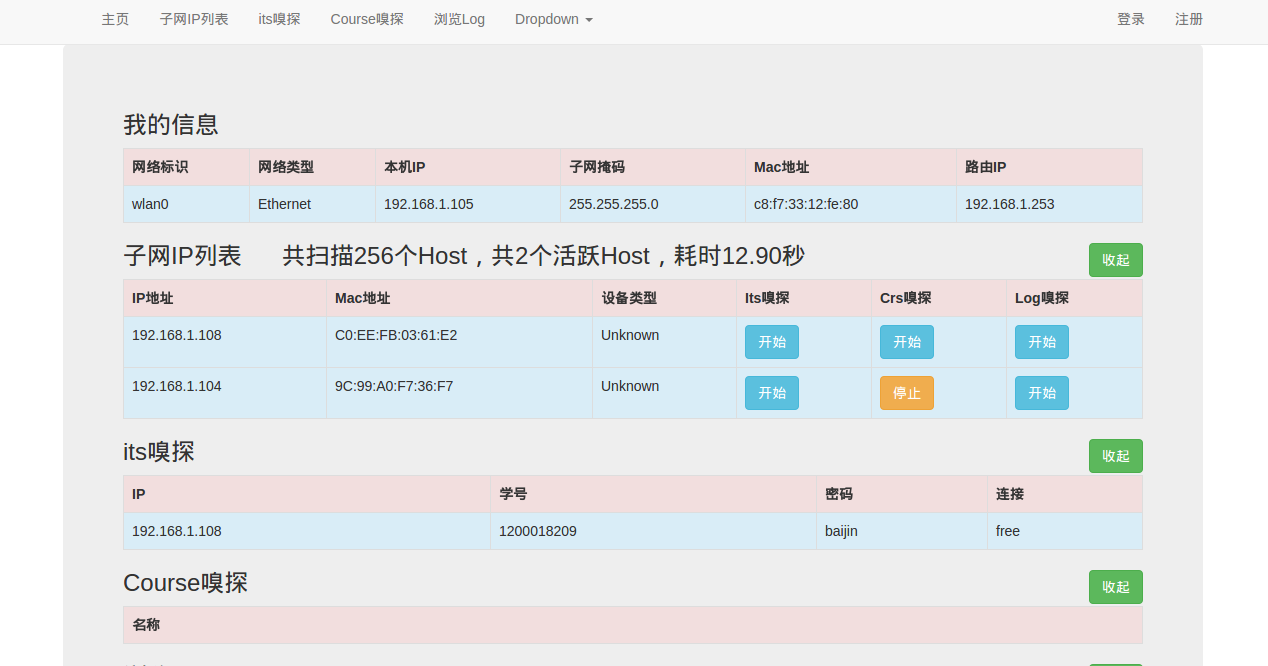 主页 子网IP列表 its嗅探 Course嗅探 浏览Log Dropdown 登录 注册
我的信息
网络标识 网络类型 本机IP 子网掩码 Mac地址 路由IP
wlan0 Ethernet 192.168.1.105 255.255.255.0 c8:f7:33:12:fe:80 192.168.1.253
子网IP列表 共扫描256个Host，共2个活跃Host，耗时12.90秒 收起
IP地址 Mac地址 设备类型 Its嗅探 Crs嗅探 Log嗅探
192.168.1.108 C0:EE:FB:03:61:E2 Unknown 开始 开始 开始
192.168.1.104 9C:99:A0:F7:36:F7 Unknown 开始 停止 开始
its嗅探 收起
IP 学号 密码 连接
192.168.1.108 1200018209 baijin free
Course嗅探 收起
名称